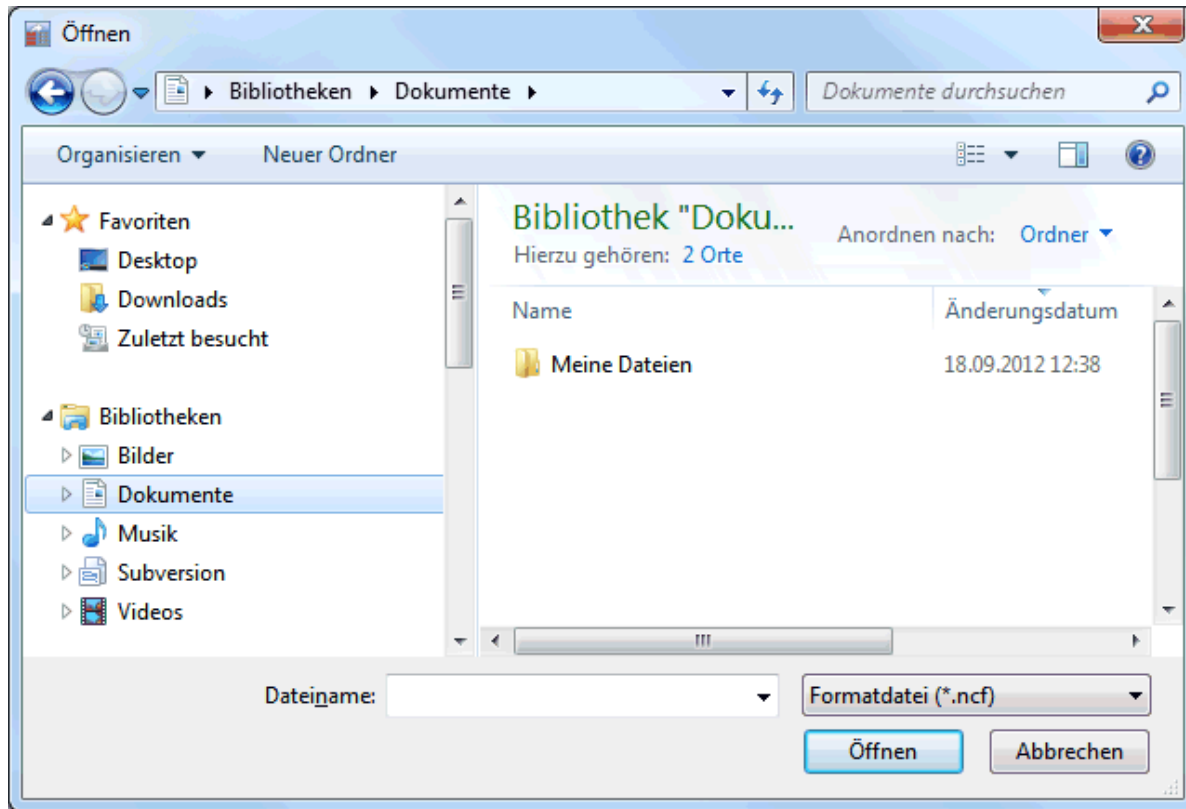 Öffnen
Bibliotheken Dokumente
Dokumente durchsuchen
Organisieren Neuer Ordner
Favoriten
Desktop
Downloads
Zuletzt besucht
Bibliotheken
Bilder
Dokumente
Musik
Subversion
Videos
Bibliothek "Doku...
Hierzu gehören: 2 Orte
Anordnen nach: Ordner
Name Änderungsdatum
Meine Dateien 18.09.2012 12:38
Dateiname: Formatdatei (*.ncf)
Öffnen Abbrechen